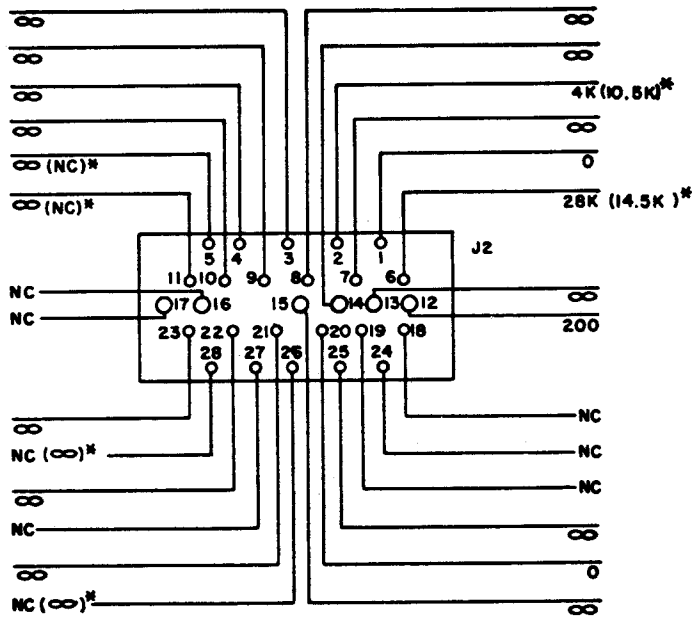 ∞ ∞
∞ ∞
∞ 4K (10.5K)*
∞ ∞
∞ (NC)* 0
∞ (NC)* 28K (14.5K )*
5 4 3 2 1 J2
11 10 9 8 7 6
NC ∞
17 16 15 14 13 12
NC 200
23 22 21 20 19 18
28 27 26 25 24
∞ NC
NC (∞)* NC
∞ NC
NC ∞
∞ 0
NC (∞)* ∞